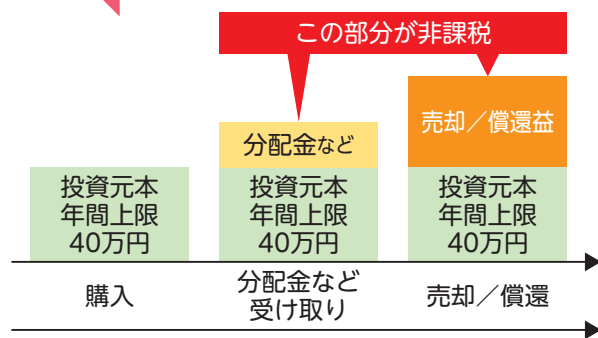 この部分が非課税
売却／償還益
分配金など
投資元本
年間上限
40万円
投資元本
年間上限
40万円
投資元本
年間上限
40万円
購入
分配金など
受け取り
売却／償還